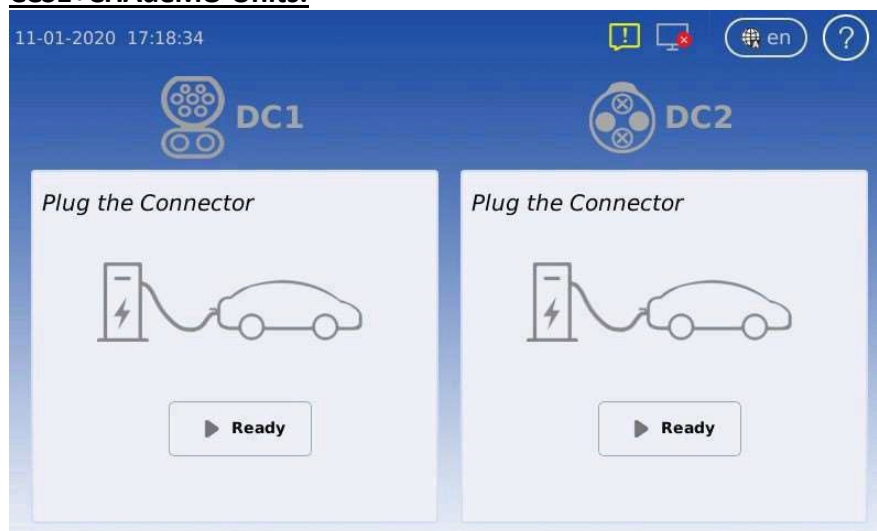 11-01-2020 17:18:34
! en ?
DC1 DC2
Plug the Connector Plug the Connector
Ready Ready